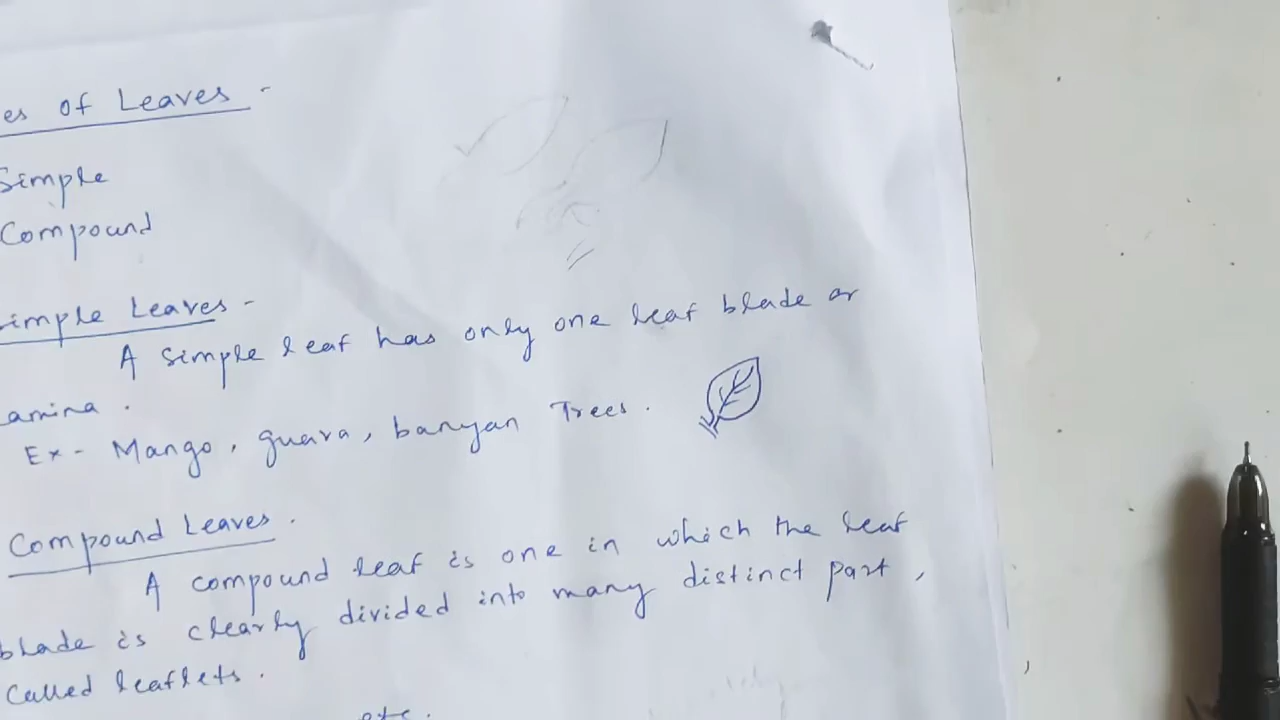 es of Leaves -
Simple
Compound
imple Leaves -
A Simple leaf has only one leaf blade or
amina .
Ex - Mango , guava , banyan Trees .
Compound Leaves .
A compound leaf is one in which the leaf
blade is clearly divided into many distinct part ,
Called leaflets .
etc .